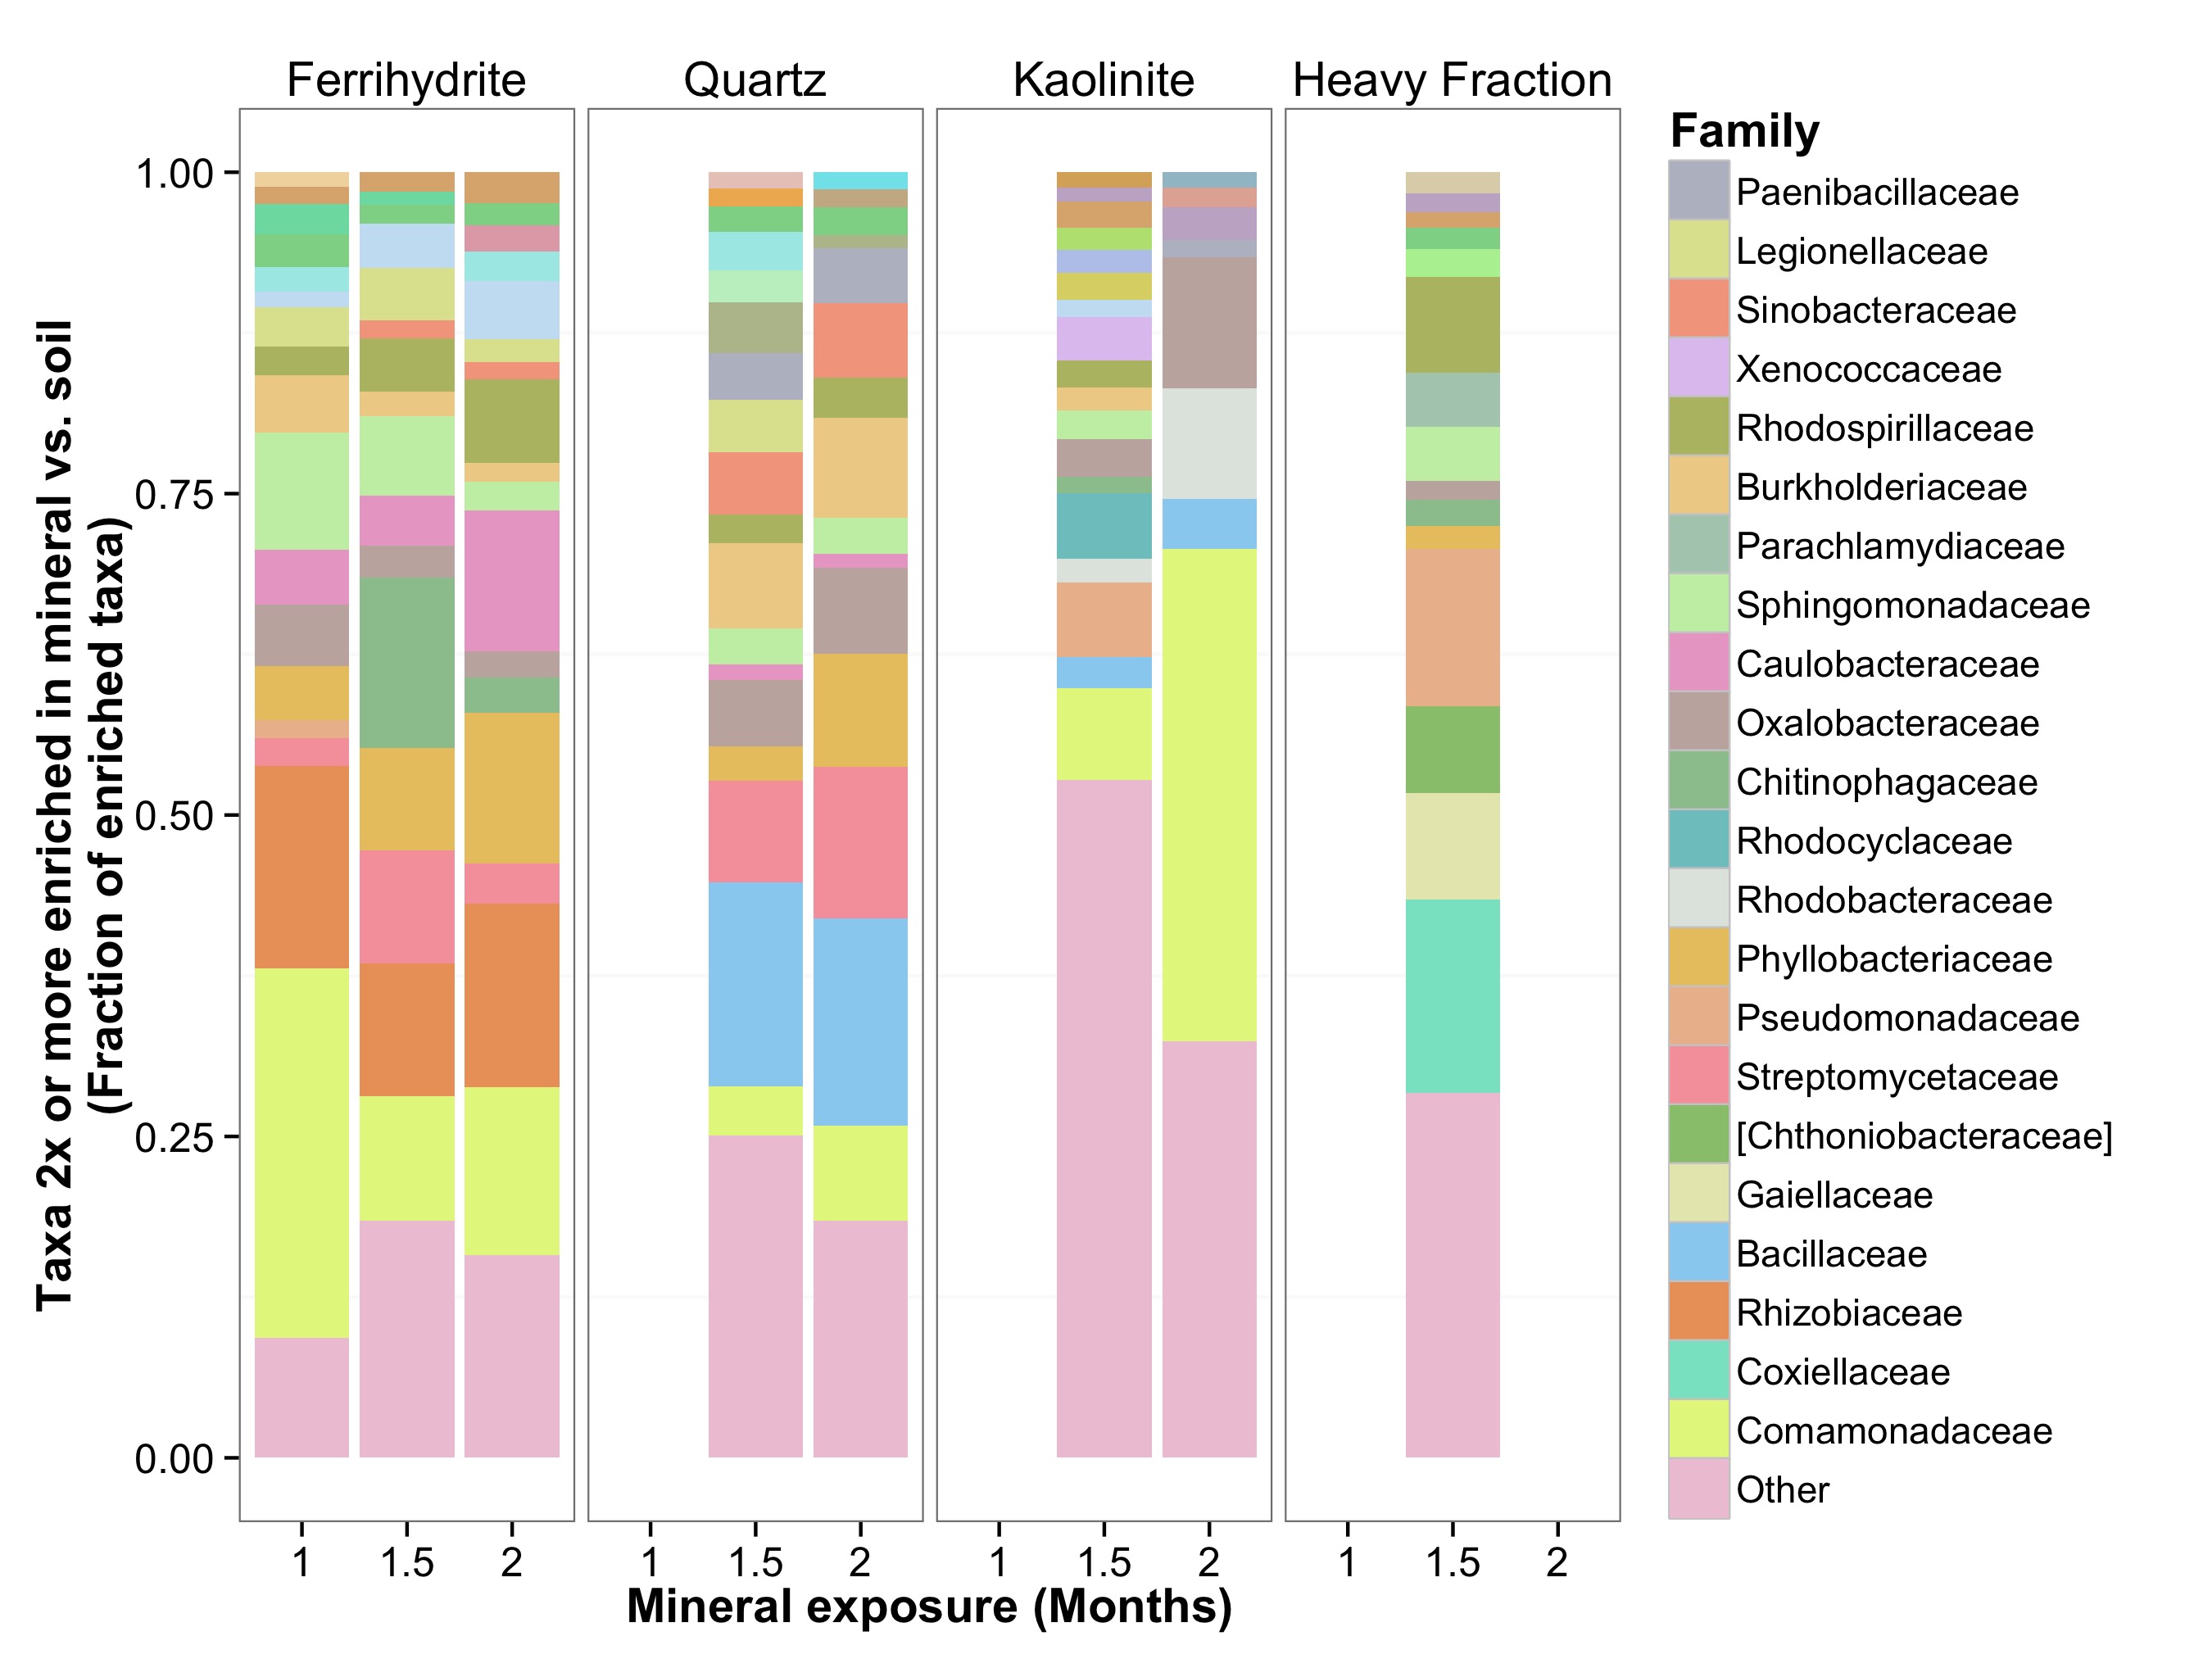 Ferrihydrite
Quartz
Kaolinite
Heavy Fraction
Taxa 2x or more enriched in mineral vs. soil
(Fraction of enriched taxa)
1.00
0.75
0.50
0.25
0.00
1 1.5 2
1 1.5 2
1 1.5 2
1 1.5 2
Mineral exposure (Months)
Family
Paenibacillaceae
Legionellaceae
Sinobacteraceae
Xenococcaceae
Rhodospirillaceae
Burkholderiaceae
Parachlamydiaceae
Sphingomonadaceae
Caulobacteraceae
Oxalobacteraceae
Chitinophagaceae
Rhodocyclaceae
Rhodobacteraceae
Phyllobacteriaceae
Pseudomonadaceae
Streptomycetaceae
[Chthoniobacteraceae]
Gaiellaceae
Bacillaceae
Rhizobiaceae
Coxiellaceae
Comamonadaceae
Other